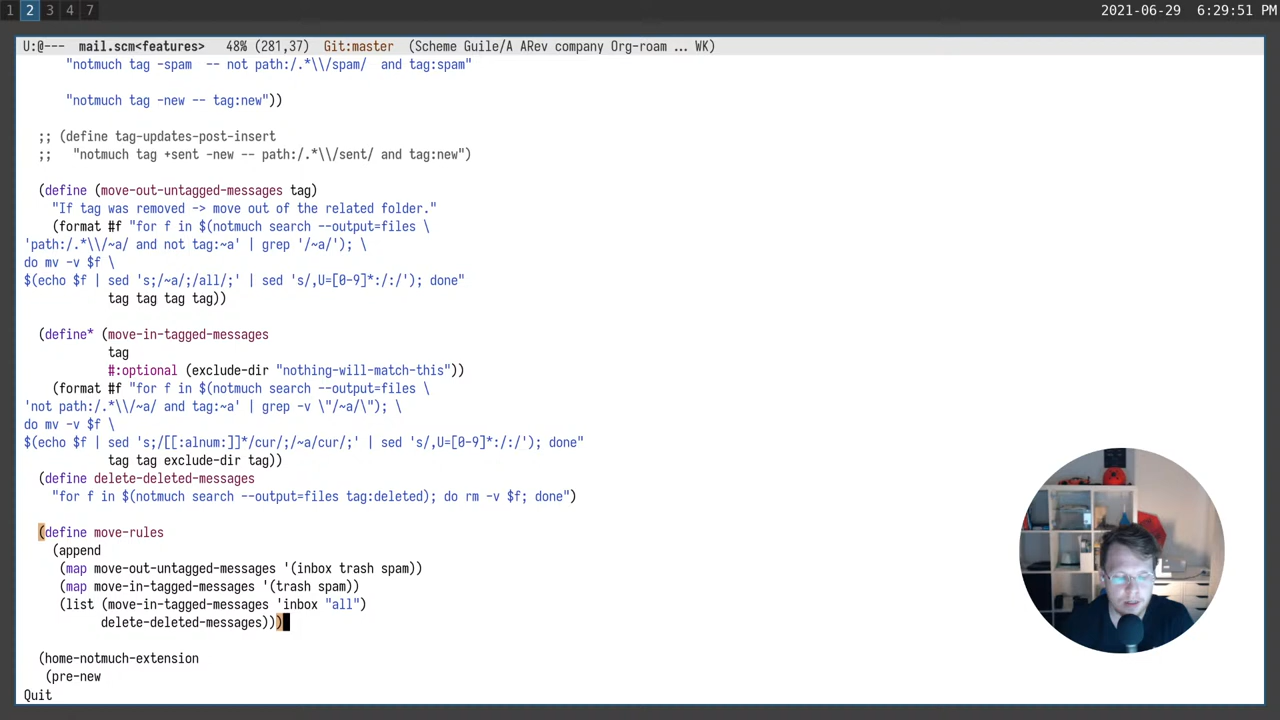 1 2 3 4 7 2021-06-29 6:29:51 PM
U:@--- mail.scm<features> 48% (281,37) Git:master (Scheme Guile/A ARev company Org-roam ... WK)
"notmuch tag -spam -- not path:/.*\\/spam/ and tag:spam"
"notmuch tag -new -- tag:new"))
;; (define tag-updates-post-insert
;; "notmuch tag +sent -new -- path:/.*\\/sent/ and tag:new")
(define (move-out-untagged-messages tag)
"If tag was removed -> move out of the related folder."
(format #f "for f in $(notmuch search --output=files \
'path:/.*\\/~a/ and not tag:~a' | grep '/~a/'); \
do mv -v $f \
$(echo $f | sed 's;/~a/;/all/;' | sed 's/,U=[0-9]*:/:/'); done"
tag tag tag tag))
(define* (move-in-tagged-messages
tag
#:optional (exclude-dir "nothing-will-match-this"))
(format #f "for f in $(notmuch search --output=files \
'not path:/.*\\/~a/ and tag:~a' | grep -v \"/~a/\"); \
do mv -v $f \
$(echo $f | sed 's;/[[:alnum:]]*/cur/;/~a/cur/;' | sed 's/,U=[0-9]*:/:/'); done"
tag tag exclude-dir tag))
(define delete-deleted-messages
"for f in $(notmuch search --output=files tag:deleted); do rm -v $f; done")
(define move-rules
(append
(map move-out-untagged-messages '(inbox trash spam))
(map move-in-tagged-messages '(trash spam))
(list (move-in-tagged-messages 'inbox "all")
delete-deleted-messages)))
(home-notmuch-extension
(pre-new
Quit